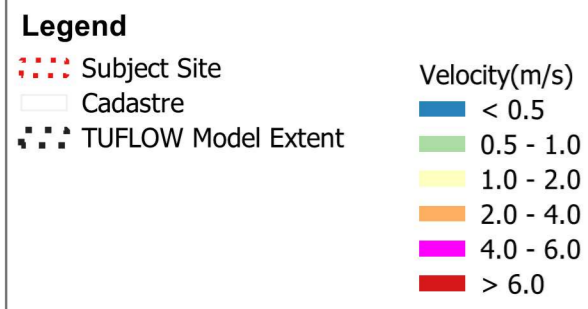 Legend
Subject Site
Cadastre
TUFLOW Model Extent
Velocity(m/s)
< 0.5
0.5 - 1.0
1.0 - 2.0
2.0 - 4.0
4.0 - 6.0
> 6.0